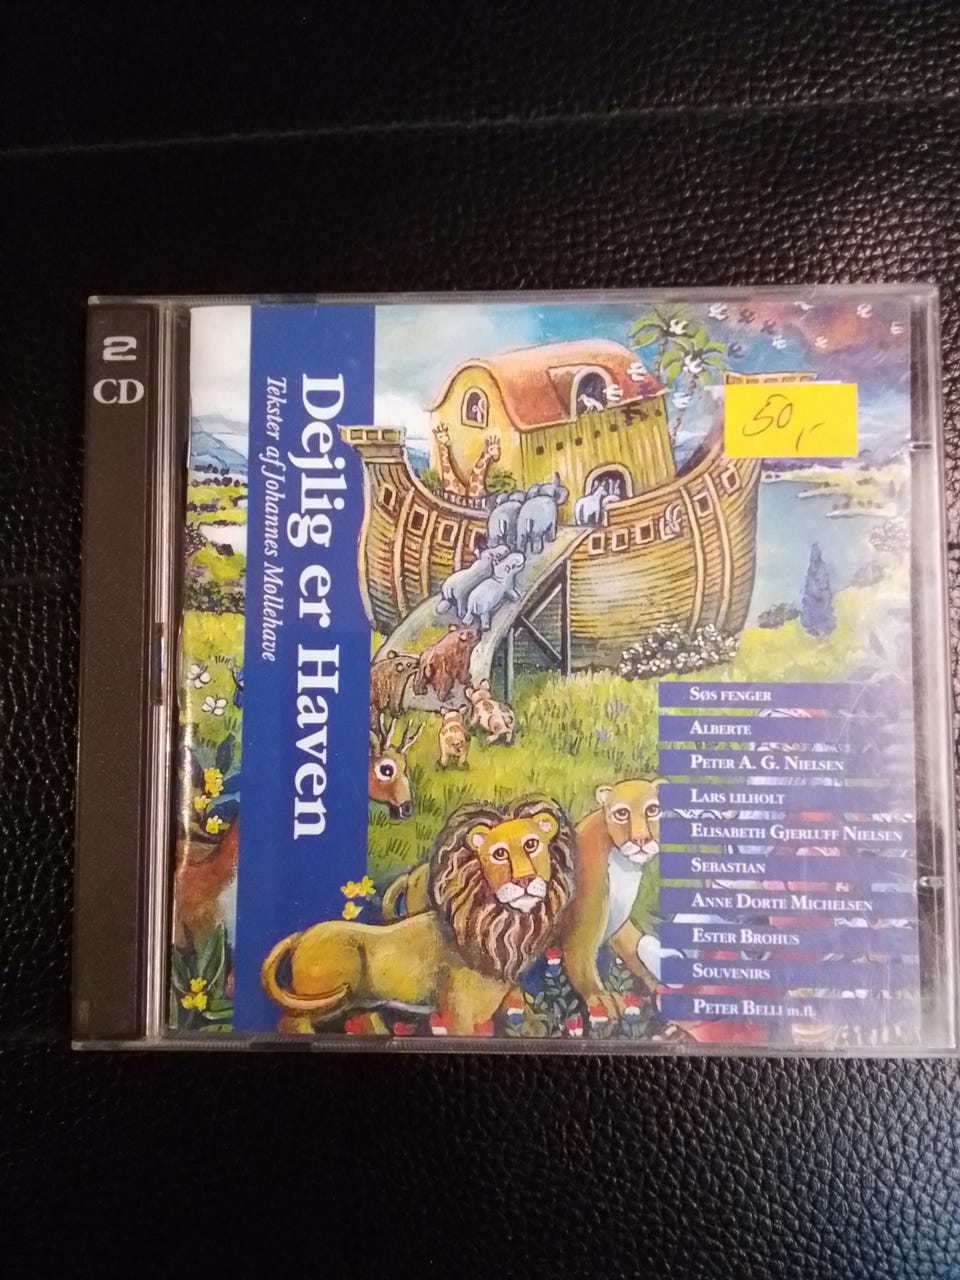 2
CD
Dejlig er Haven
Tekster af Johannes Møllehave
50,-
SØS FENGER
ALBERTE
PETER A. G. NIELSEN
LARS LILHOLT
ELISABETH GJERLUFF NIELSEN
SEBASTIAN
ANNE DORTE MICHELSEN
ESTER BROHUS
SOUVENIRS
PETER BELLI m.fl.